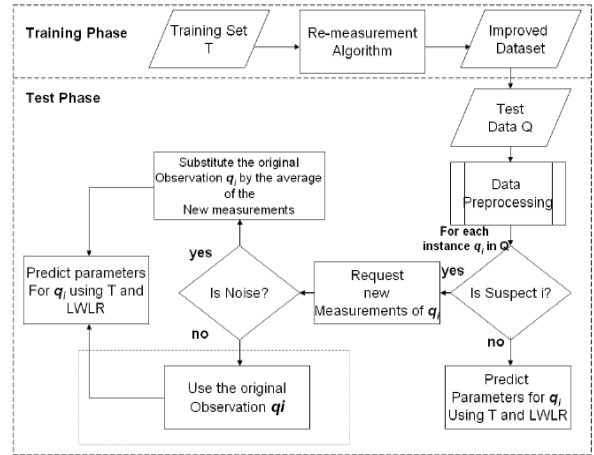 Training Phase
Training Set
T
Re-measurement
Algorithm
Improved
Dataset
Test Phase
Test
Data Q
Data
Preprocessing
For each
instance qi in Q
Is Suspect i?
yes
no
Predict
Parameters for qi
Using T and LWLR
Request
new
Measurements of qi
Is Noise?
yes
no
Substitute the original
Observation qi by the average
of the
New measurements
Use the original
Observation qi
Predict parameters
For qi using T and
LWLR